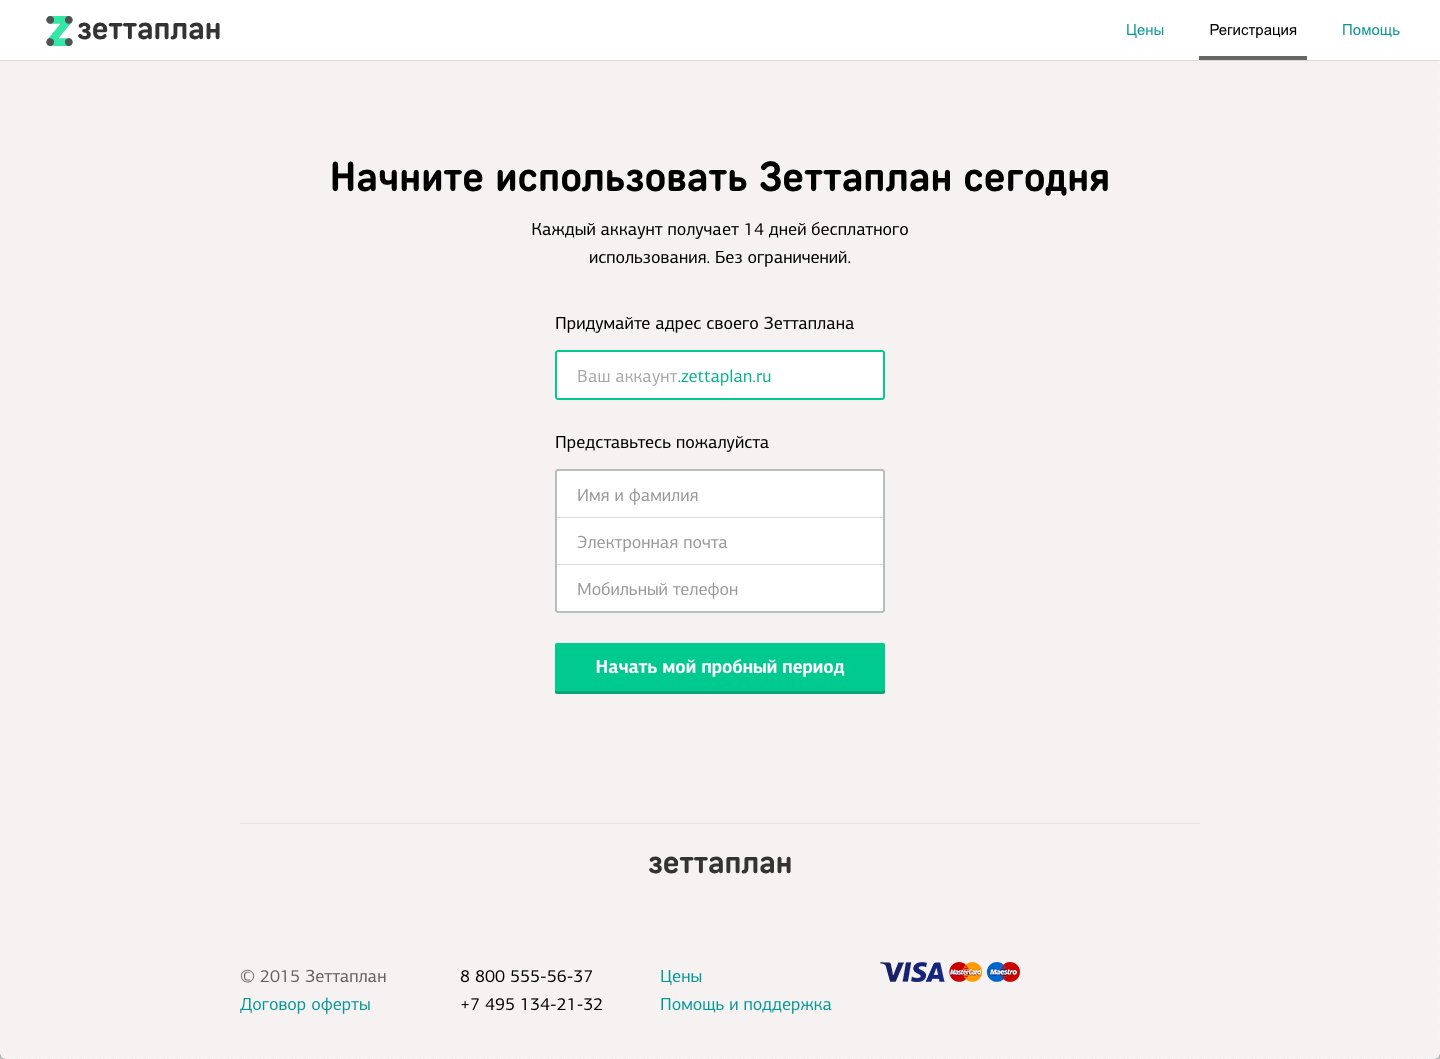 зеттаплан
Цены
Регистрация
Помощь
Начните использовать Зеттаплан сегодня
Каждый аккаунт получает 14 дней бесплатного
использования. Без ограничений.
Придумайте адрес своего Зеттаплана
Ваш аккаунт.zettaplan.ru
Представьтесь пожалуйста
Имя и фамилия
Электронная почта
Мобильный телефон
Начать мой пробный период
зеттаплан
© 2015 Зеттаплан
Договор оферты
8 800 555-56-37
+7 495 134-21-32
Цены
Помощь и поддержка
VISA MasterCard Maestro